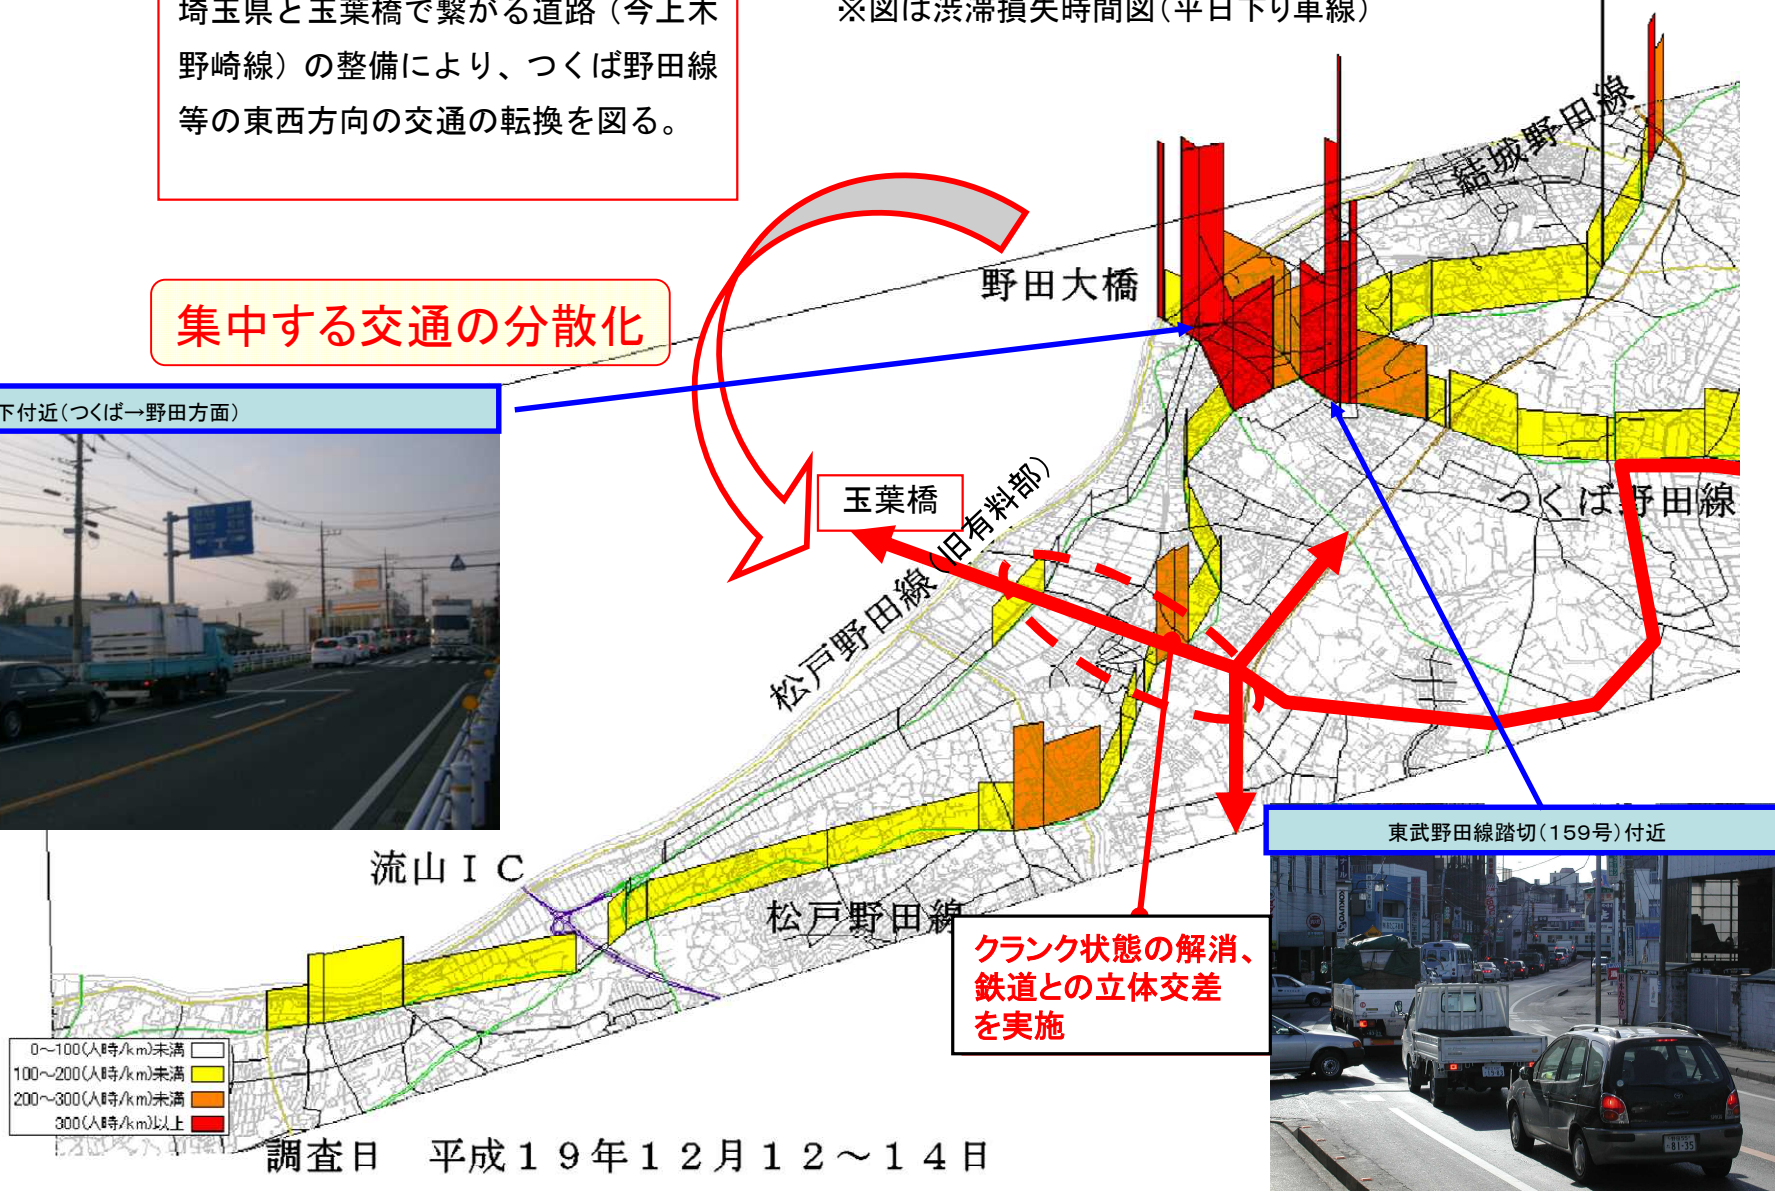 埼玉県と玉葉橋で繋がる道路（今上木
野崎線）の整備により、つくば野田線
等の東西方向の交通の転換を図る。
※図は渋滞損失時間図（平日下り車線）
結城野田線
野田大橋
集中する交通の分散化
下付近（つくば→野田方面）
玉葉橋
つくば野田線
松戸野田線（旧有料部）
東武野田線踏切（159号）付近
流山ＩＣ
松戸野田線
クランク状態の解消、
鉄道との立体交差
を実施
0～100(人時/km)未満
100～200(人時/km)未満
200～300(人時/km)未満
300(人時/km)以上
調査日　平成１９年１２月１２～１４日
81-35